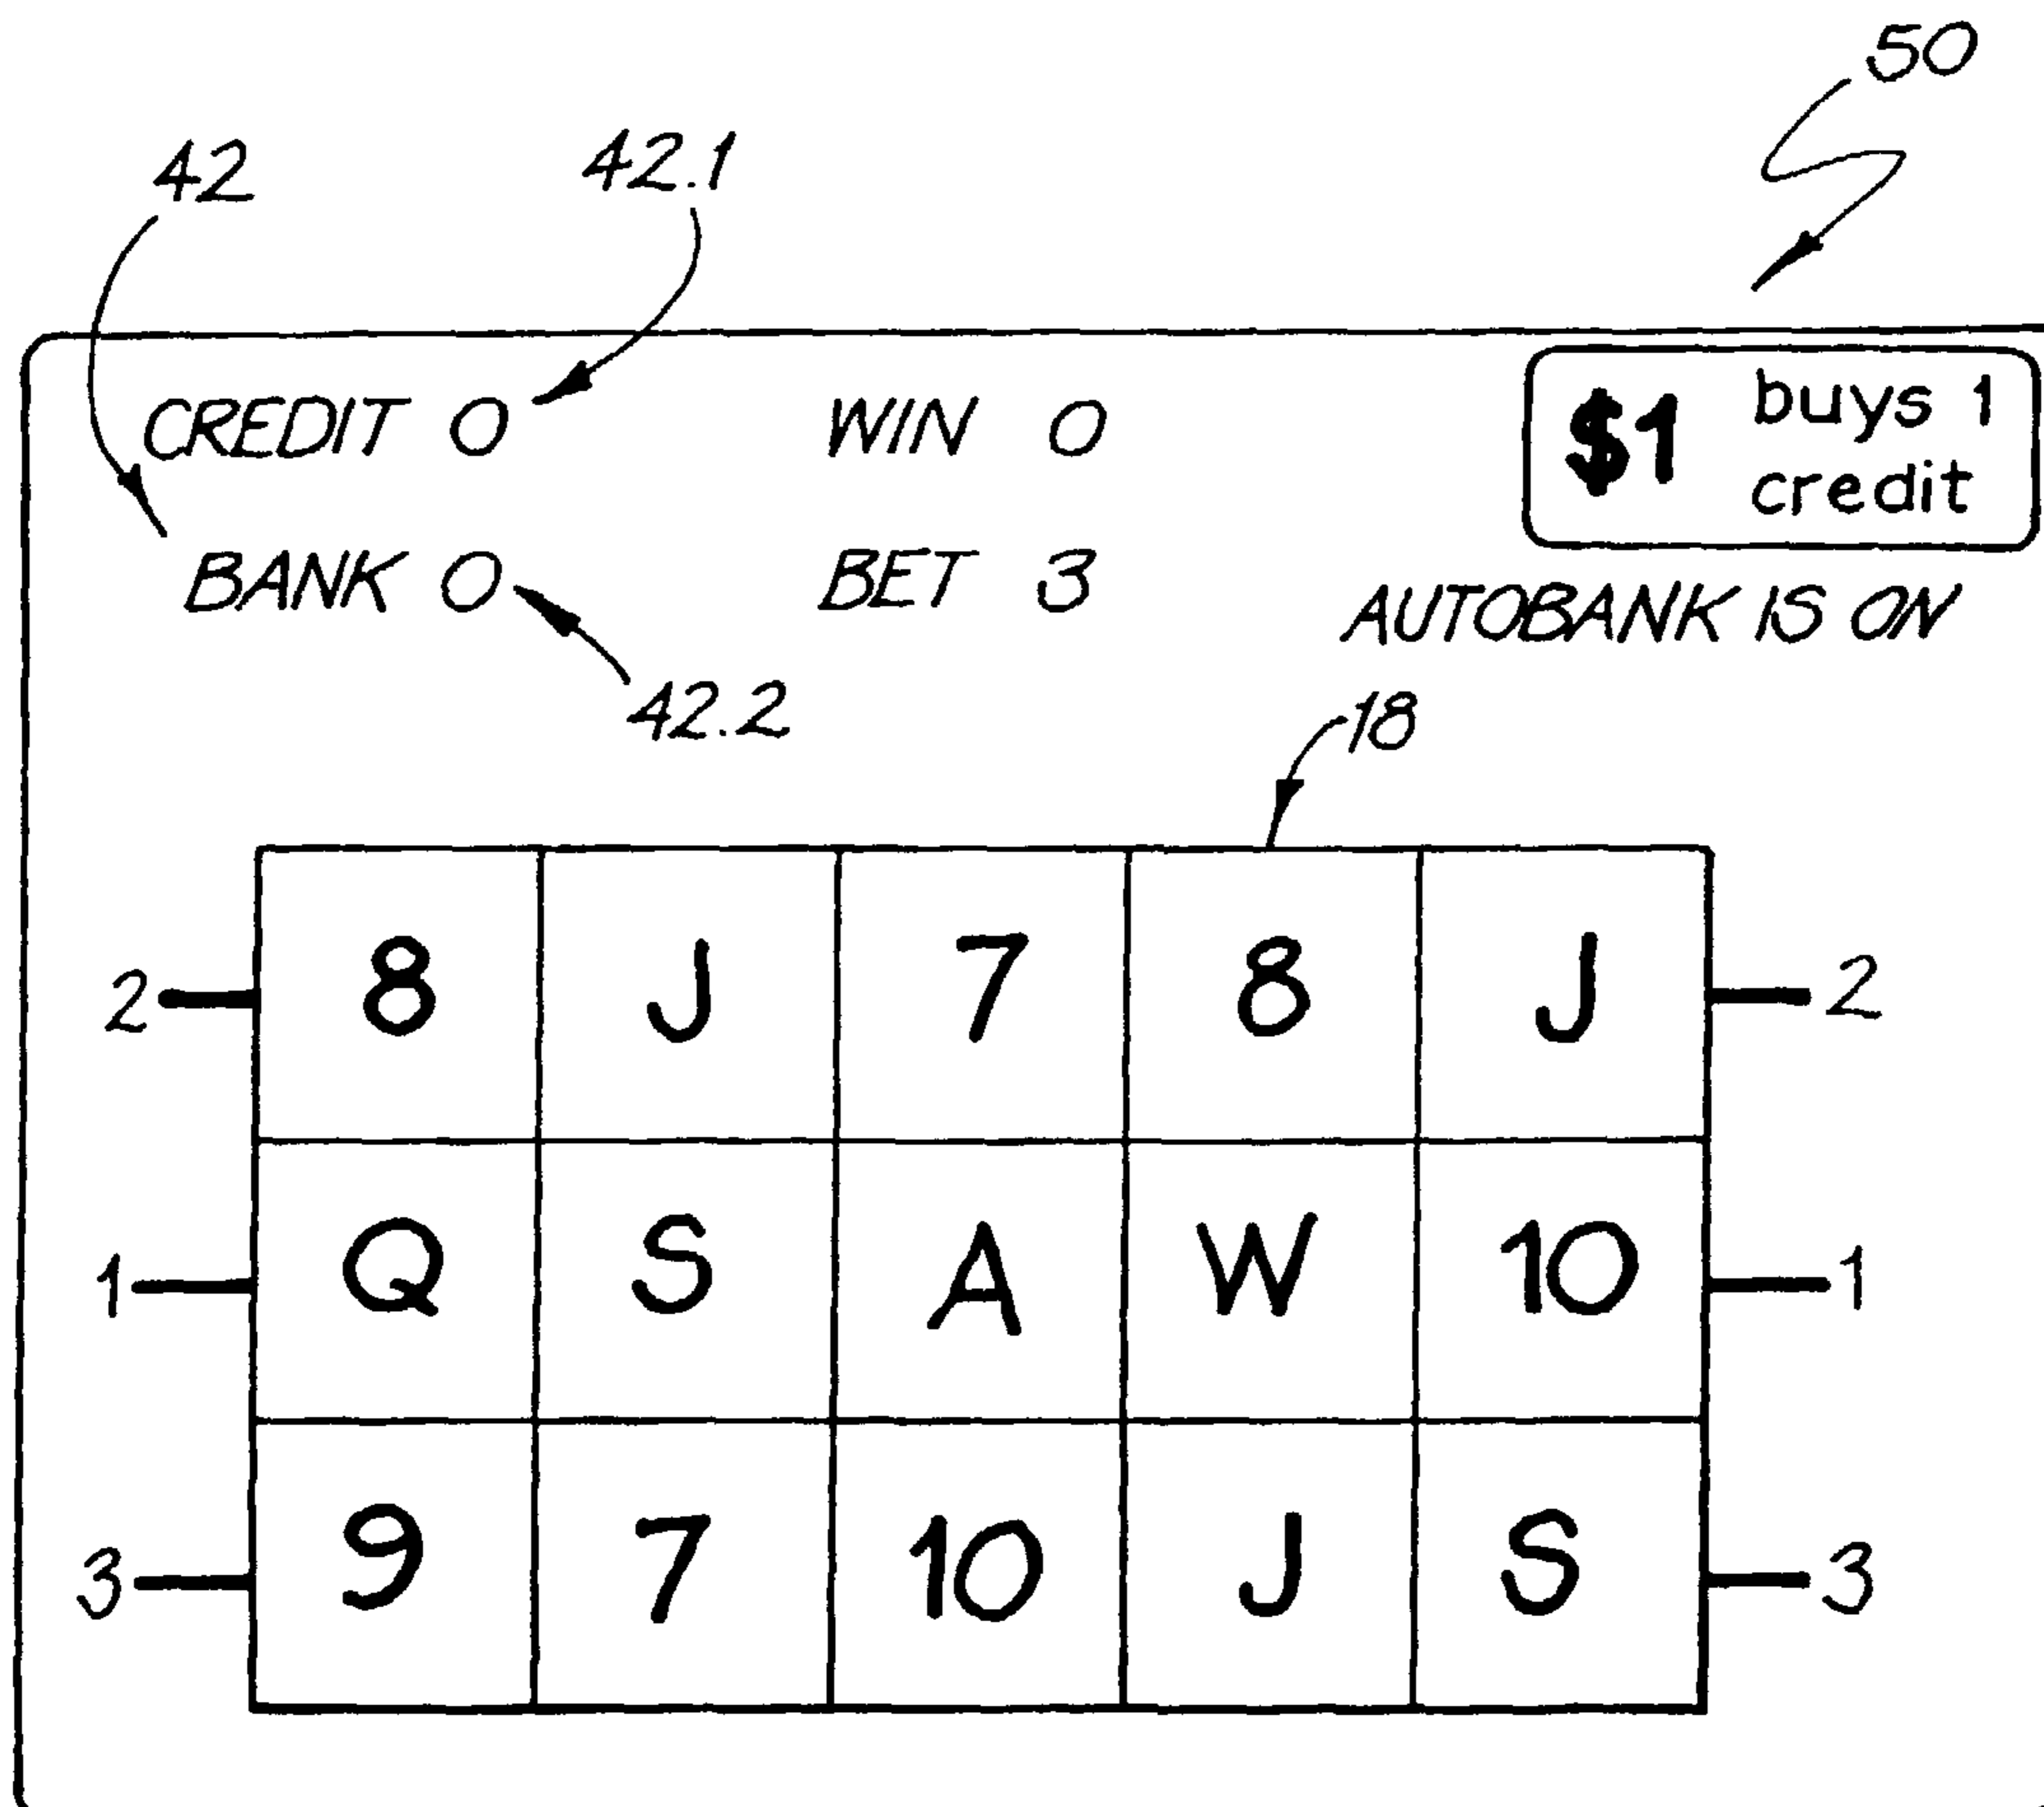 50
42 42.1
CREDIT 0 WIN 0 $1 buys 1
credit
BANK 0 BET 3
AUTOBANK IS ON
42.2 18
2 8 J 7 8 J 2
1 Q S A W 10 1
3 9 7 10 J S 3